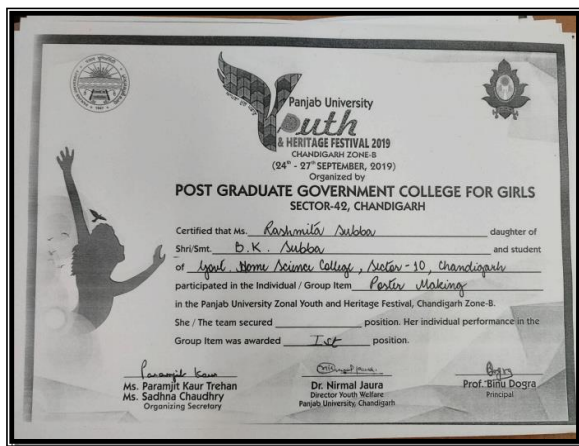 Panjab University
Youth
& HERITAGE FESTIVAL 2019
CHANDIGARH ZONE-B
(24th - 27th SEPTEMBER, 2019)
Organized by
POST GRADUATE GOVERNMENT COLLEGE FOR GIRLS
SECTOR-42, CHANDIGARH
Certified that Ms. Rashmita Subba daughter of
Shri/Smt. D.K. Subba and student
of Govt. Home Science College, Sector-10, Chandigarh
participated in the Individual / Group Item Poster Making
in the Panjab University Zonal Youth and Heritage Festival, Chandigarh Zone-B.
She / The team secured position. Her individual performance in the
Group Item was awarded Ist position.
Paramjit Kaur
Ms. Paramjit Kaur Trehan
Ms. Sadhna Chaudhry
Organizing Secretary
Dr. Nirmal Jaura
Director Youth Welfare
Panjab University, Chandigarh
Prof. Binu Dogra
Principal